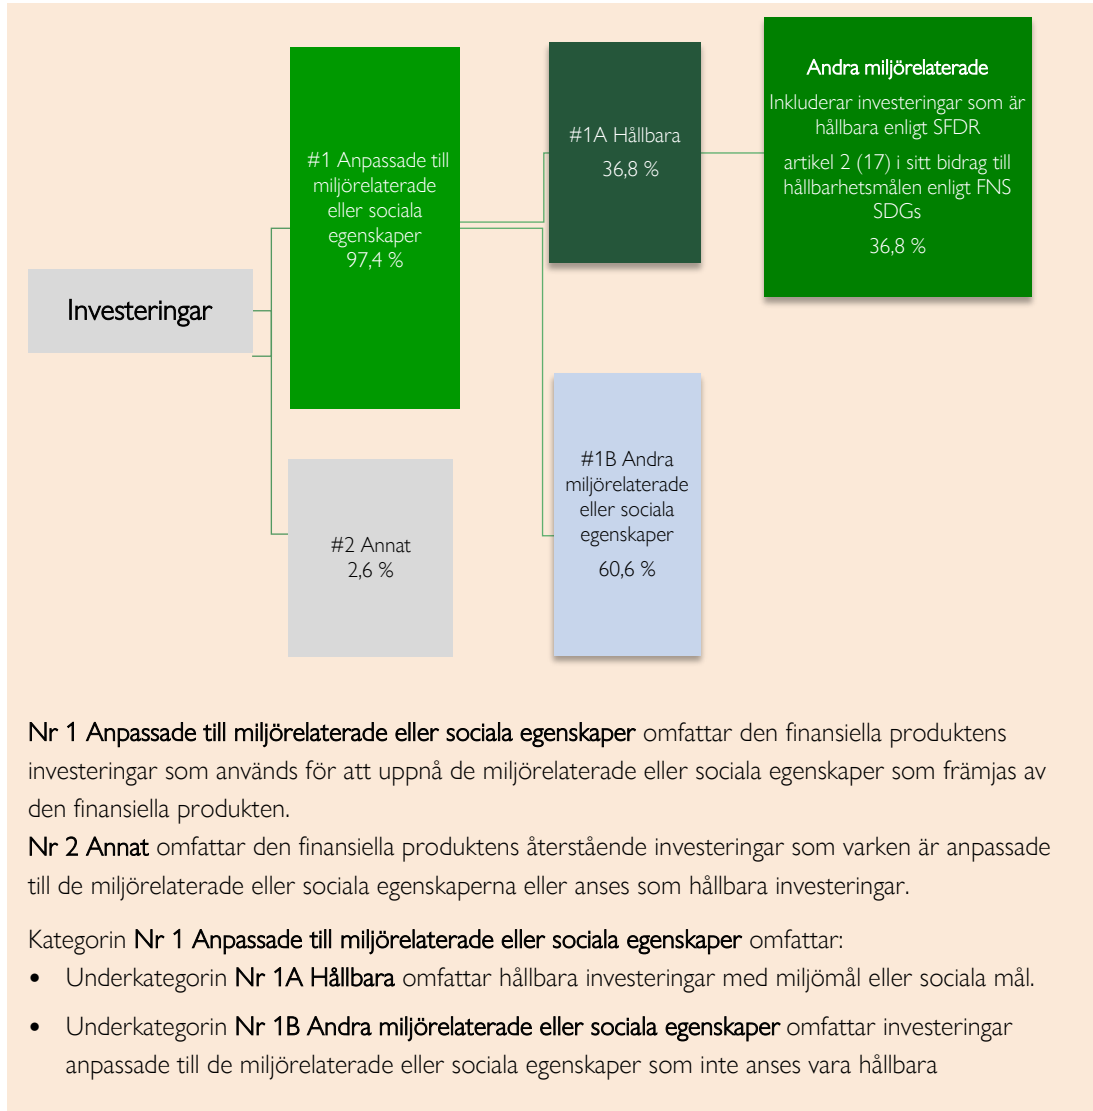 Investeringar
#1 Anpassade till
miljörelaterade
eller sociala
egenskaper
97,4 %
#2 Annat
2,6 %
#1A Hållbara
36,8 %
#1B Andra
miljörelaterade
eller sociala
egenskaper
60,6 %
Andra miljörelaterade
Inkluderar investeringar som är
hållbara enligt SFDR
artikel 2 (17) i sitt bidrag till
hållbarhetsmålen enligt FNS
SDGs
36,8 %
Nr 1 Anpassade till miljörelaterade eller sociala egenskaper omfattar den finansiella produktens
investeringar som används för att uppnå de miljörelaterade eller sociala egenskaper som främjas av
den finansiella produkten.
Nr 2 Annat omfattar den finansiella produktens återstående investeringar som varken är anpassade
till de miljörelaterade eller sociala egenskaperna eller anses som hållbara investeringar.
Kategorin Nr 1 Anpassade till miljörelaterade eller sociala egenskaper omfattar:
• Underkategorin Nr 1A Hållbara omfattar hållbara investeringar med miljömål eller sociala mål.
• Underkategorin Nr 1B Andra miljörelaterade eller sociala egenskaper omfattar investeringar
anpassade till de miljörelaterade eller sociala egenskaper som inte anses vara hållbara